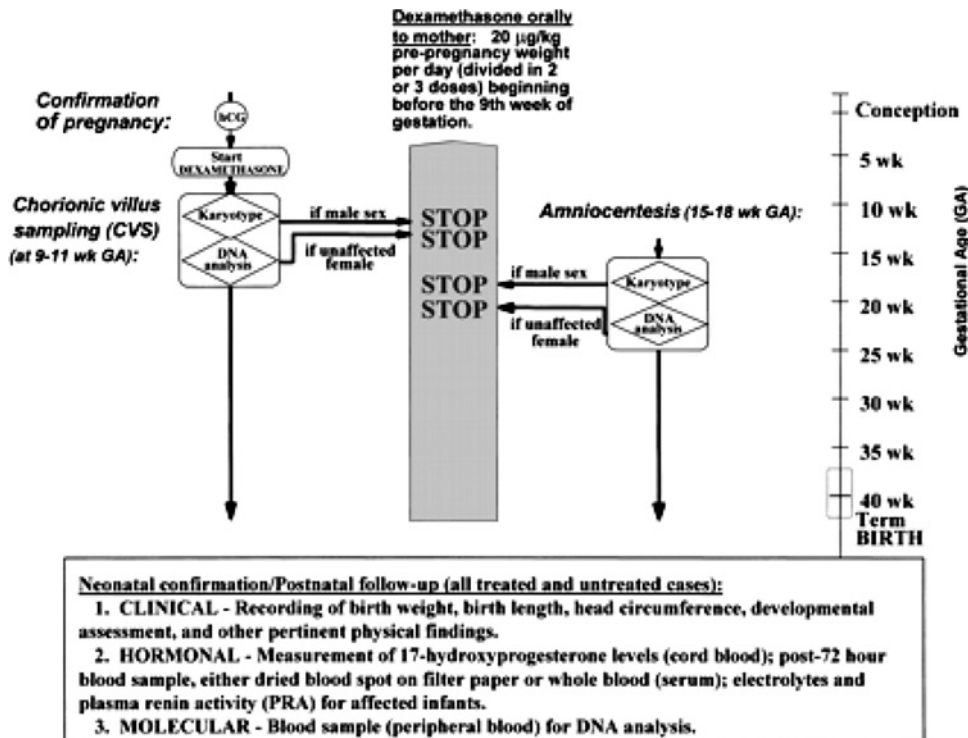 Dexamethasone orally
to mother: 20 µg/kg
pre-pregnancy weight
per day (divided in 2
or 3 doses) beginning
before the 9th week of
gestation.
Confirmation
of pregnancy:
hCG
Start
DEXAMETHASONE
Chorionic villus
sampling (CVS)
(at 9-11 wk GA):
Karyotype
DNA
analysis
if male sex
if unaffected
female
STOP
STOP
STOP
STOP
Amniocentesis (15-18 wk GA):
if male sex
if unaffected
female
Karyotype
DNA
analysis
Conception
5 wk
10 wk
15 wk
20 wk
25 wk
30 wk
35 wk
40 wk
Term
BIRTH
Gestational Age (GA)
Neonatal confirmation/Postnatal follow-up (all treated and untreated cases):
1. CLINICAL - Recording of birth weight, birth length, head circumference, developmental
assessment, and other pertinent physical findings.
2. HORMONAL - Measurement of 17-hydroxyprogesterone levels (cord blood); post-72 hour
blood sample, either dried blood spot on filter paper or whole blood (serum); electrolytes and
plasma renin activity (PRA) for affected infants.
3. MOLECULAR - Blood sample (peripheral blood) for DNA analysis.